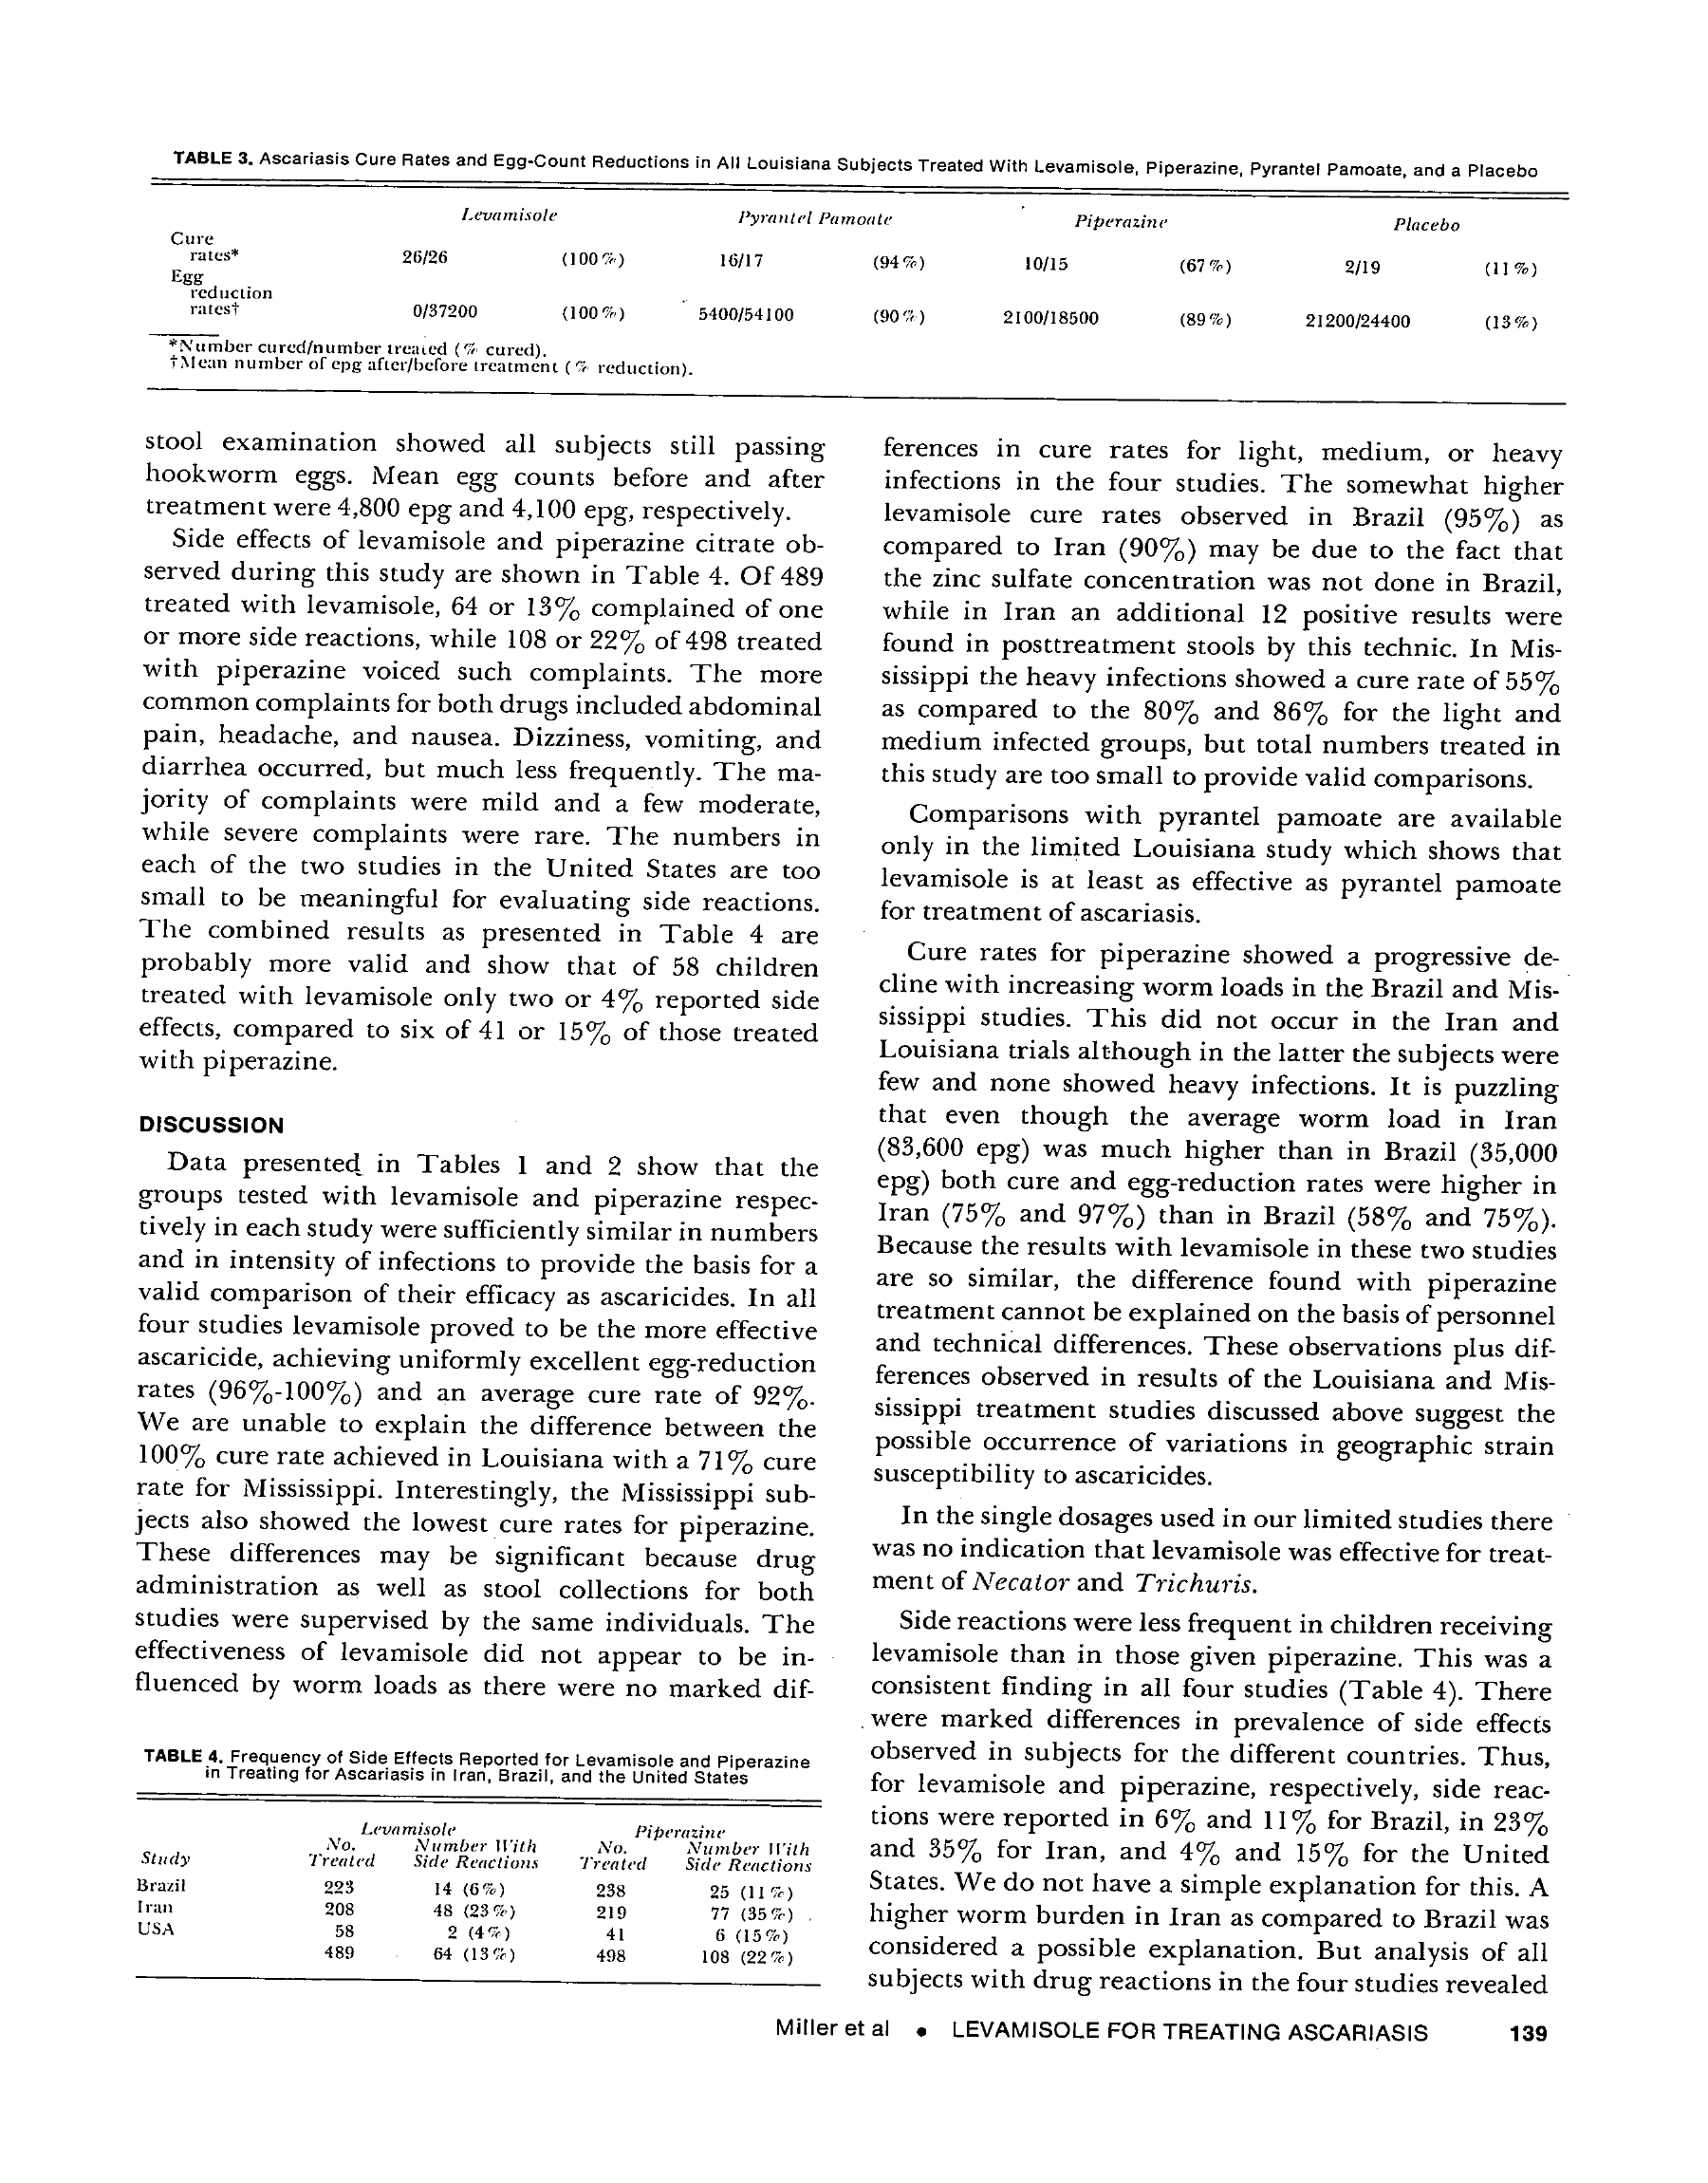 TABLE 3. Ascariasis Cure Rates and Egg-Count Reductions in All Louisiana Subjects Treated With Levamisole, Piperazine, Pyrantel Pamoate, and a Placebo
Levamisole Pyrantel Pamoate Piperazine Placebo
Cure
rates* 26/26 (100%) 16/17 (94%) 10/15 (67%) 2/19 (11%)
Egg
reduction
rates† 0/37200 (100%) 5400/54100 (90%) 2100/18500 (89%) 21200/24400 (13%)
*Number cured/number treated (% cured).
†Mean number of epg after/before treatment (% reduction).
stool examination showed all subjects still passing
hookworm eggs. Mean egg counts before and after
treatment were 4,800 epg and 4,100 epg, respectively.
Side effects of levamisole and piperazine citrate ob-
served during this study are shown in Table 4. Of 489
treated with levamisole, 64 or 13% complained of one
or more side reactions, while 108 or 22% of 498 treated
with piperazine voiced such complaints. The more
common complaints for both drugs included abdominal
pain, headache, and nausea. Dizziness, vomiting, and
diarrhea occurred, but much less frequently. The ma-
jority of complaints were mild and a few moderate,
while severe complaints were rare. The numbers in
each of the two studies in the United States are too
small to be meaningful for evaluating side reactions.
The combined results as presented in Table 4 are
probably more valid and show that of 58 children
treated with levamisole only two or 4% reported side
effects, compared to six of 41 or 15% of those treated
with piperazine.
DISCUSSION
Data presented in Tables 1 and 2 show that the
groups tested with levamisole and piperazine respec-
tively in each study were sufficiently similar in numbers
and in intensity of infections to provide the basis for a
valid comparison of their efficacy as ascaricides. In all
four studies levamisole proved to be the more effective
ascaricide, achieving uniformly excellent egg-reduction
rates (96%-100%) and an average cure rate of 92%.
We are unable to explain the difference between the
100% cure rate achieved in Louisiana with a 71% cure
rate for Mississippi. Interestingly, the Mississippi sub-
jects also showed the lowest cure rates for piperazine.
These differences may be significant because drug
administration as well as stool collections for both
studies were supervised by the same individuals. The
effectiveness of levamisole did not appear to be in-
fluenced by worm loads as there were no marked dif-
TABLE 4. Frequency of Side Effects Reported for Levamisole and Piperazine
in Treating for Ascariasis in Iran, Brazil, and the United States
Levamisole Piperazine
No. Number With No. Number With
Study Treated Side Reactions Treated Side Reactions
Brazil 223 14 (6%) 238 25 (11%)
Iran 208 48 (23%) 219 77 (35%)
USA 58 2 (4%) 41 6 (15%)
489 64 (13%) 498 108 (22%)
ferences in cure rates for light, medium, or heavy
infections in the four studies. The somewhat higher
levamisole cure rates observed in Brazil (95%) as
compared to Iran (90%) may be due to the fact that
the zinc sulfate concentration was not done in Brazil,
while in Iran an additional 12 positive results were
found in posttreatment stools by this technic. In Mis-
sissippi the heavy infections showed a cure rate of 55%
as compared to the 80% and 86% for the light and
medium infected groups, but total numbers treated in
this study are too small to provide valid comparisons.
Comparisons with pyrantel pamoate are available
only in the limited Louisiana study which shows that
levamisole is at least as effective as pyrantel pamoate
for treatment of ascariasis.
Cure rates for piperazine showed a progressive de-
cline with increasing worm loads in the Brazil and Mis-
sissippi studies. This did not occur in the Iran and
Louisiana trials although in the latter the subjects were
few and none showed heavy infections. It is puzzling
that even though the average worm load in Iran
(83,600 epg) was much higher than in Brazil (35,000
epg) both cure and egg-reduction rates were higher in
Iran (75% and 97%) than in Brazil (58% and 75%).
Because the results with levamisole in these two studies
are so similar, the difference found with piperazine
treatment cannot be explained on the basis of personnel
and technical differences. These observations plus dif-
ferences observed in results of the Louisiana and Mis-
sissippi treatment studies discussed above suggest the
possible occurrence of variations in geographic strain
susceptibility to ascaricides.
In the single dosages used in our limited studies there
was no indication that levamisole was effective for treat-
ment of Necator and Trichuris.
Side reactions were less frequent in children receiving
levamisole than in those given piperazine. This was a
consistent finding in all four studies (Table 4). There
were marked differences in prevalence of side effects
observed in subjects for the different countries. Thus,
for levamisole and piperazine, respectively, side reac-
tions were reported in 6% and 11% for Brazil, in 23%
and 35% for Iran, and 4% and 15% for the United
States. We do not have a simple explanation for this. A
higher worm burden in Iran as compared to Brazil was
considered a possible explanation. But analysis of all
subjects with drug reactions in the four studies revealed
Miller et al • LEVAMISOLE FOR TREATING ASCARIASIS 139